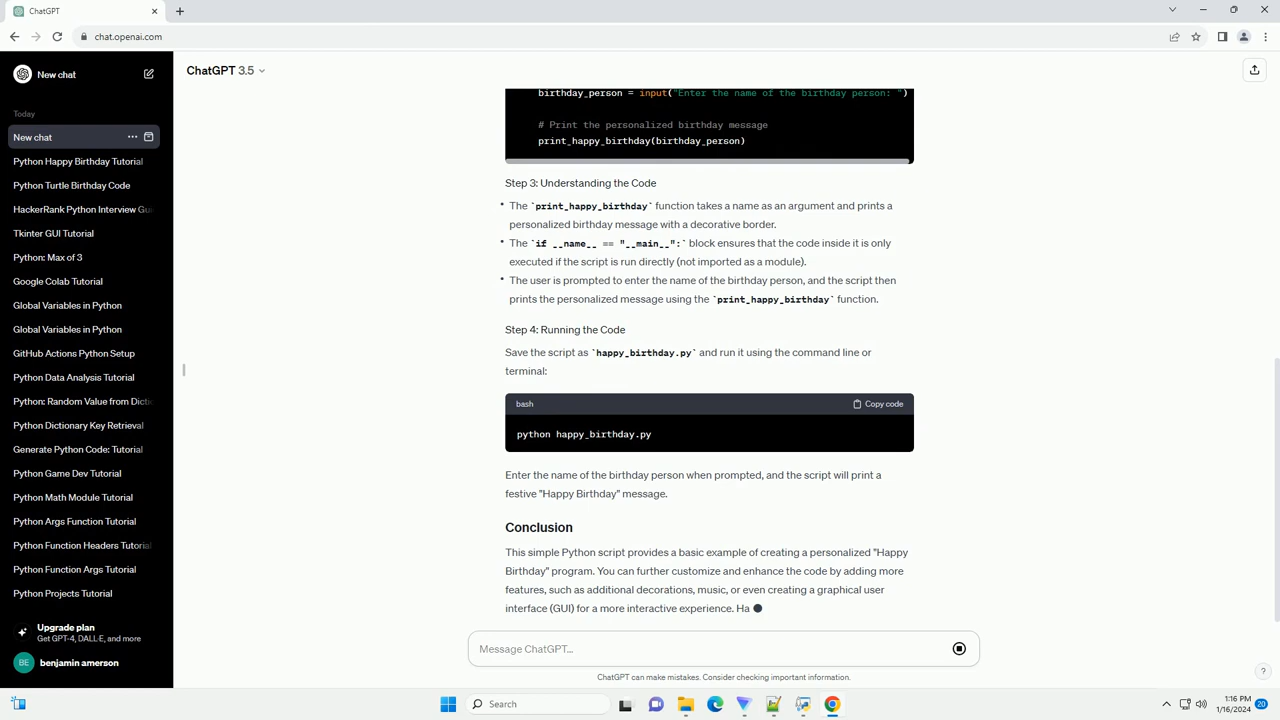 ChatGPT
chat.openai.com
New chat
Today
New chat
Python Happy Birthday Tutorial
Python Turtle Birthday Code
HackerRank Python Interview Gu
Tkinter GUI Tutorial
Python: Max of 3
Google Colab Tutorial
Global Variables in Python
Global Variables in Python
GitHub Actions Python Setup
Python Data Analysis Tutorial
Python: Random Value from Dictio
Python Dictionary Key Retrieval
Generate Python Code: Tutorial
Python Game Dev Tutorial
Python Math Module Tutorial
Python Args Function Tutorial
Python Function Headers Tutorial
Python Function Args Tutorial
Python Projects Tutorial
Upgrade plan
Get GPT-4, DALL·E, and more
BE benjamin amerson
ChatGPT 3.5
birthday_person = input("Enter the name of the birthday person: ")
# Print the personalized birthday message
print_happy_birthday(birthday_person)
Step 3: Understanding the Code
• The `print_happy_birthday` function takes a name as an argument and prints a
personalized birthday message with a decorative border.
• The `if __name__ == "__main__":` block ensures that the code inside it is only
executed if the script is run directly (not imported as a module).
• The user is prompted to enter the name of the birthday person, and the script then
prints the personalized message using the `print_happy_birthday` function.
Step 4: Running the Code
Save the script as `happy_birthday.py` and run it using the command line or
terminal:
bash Copy code
python happy_birthday.py
Enter the name of the birthday person when prompted, and the script will print a
festive "Happy Birthday" message.
Conclusion
This simple Python script provides a basic example of creating a personalized "Happy
Birthday" program. You can further customize and enhance the code by adding more
features, such as additional decorations, music, or even creating a graphical user
interface (GUI) for a more interactive experience. Ha
Message ChatGPT...
ChatGPT can make mistakes. Consider checking important information.
?
Search
1:16 PM
1/16/2024
20